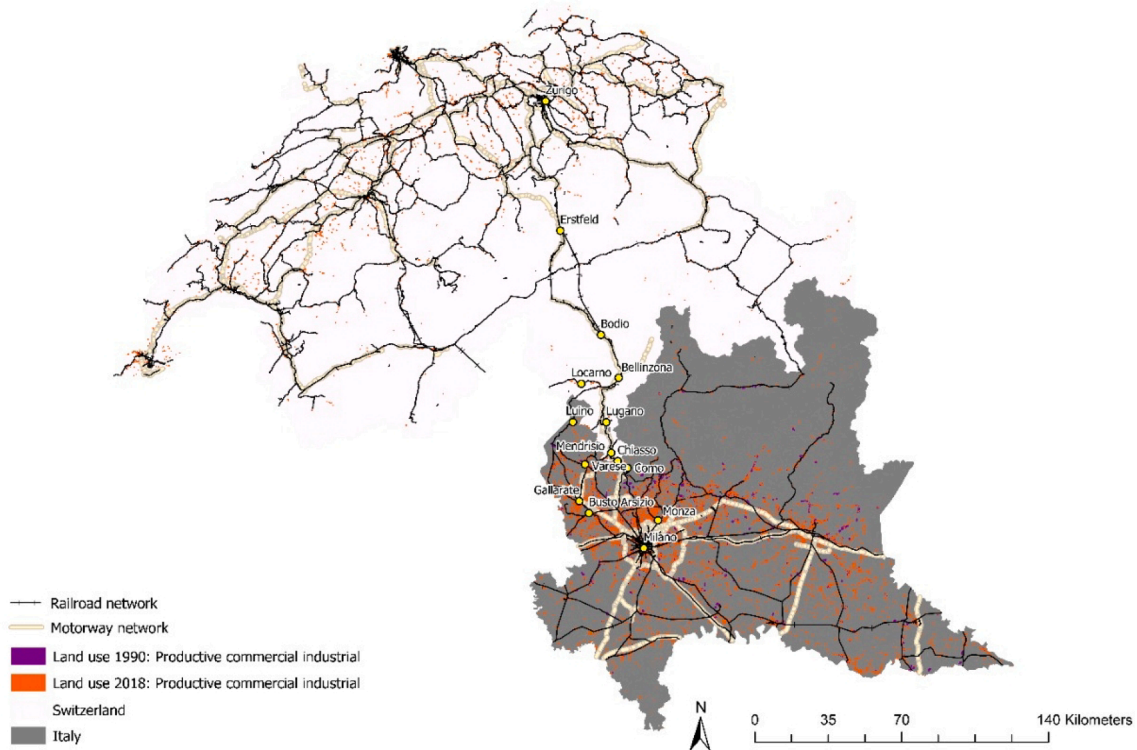 Zurigo
Erstfeld
Bodio
Bellinzona
Locarno
Luino
Lugano
Mendrisio
Chiasso
Varese
Como
Gallarate
Busto Arsizio
Monza
Milano
Railroad network
Motorway network
Land use 1990: Productive commercial industrial
Land use 2018: Productive commercial industrial
Switzerland
Italy
N
0 35 70 140 Kilometers